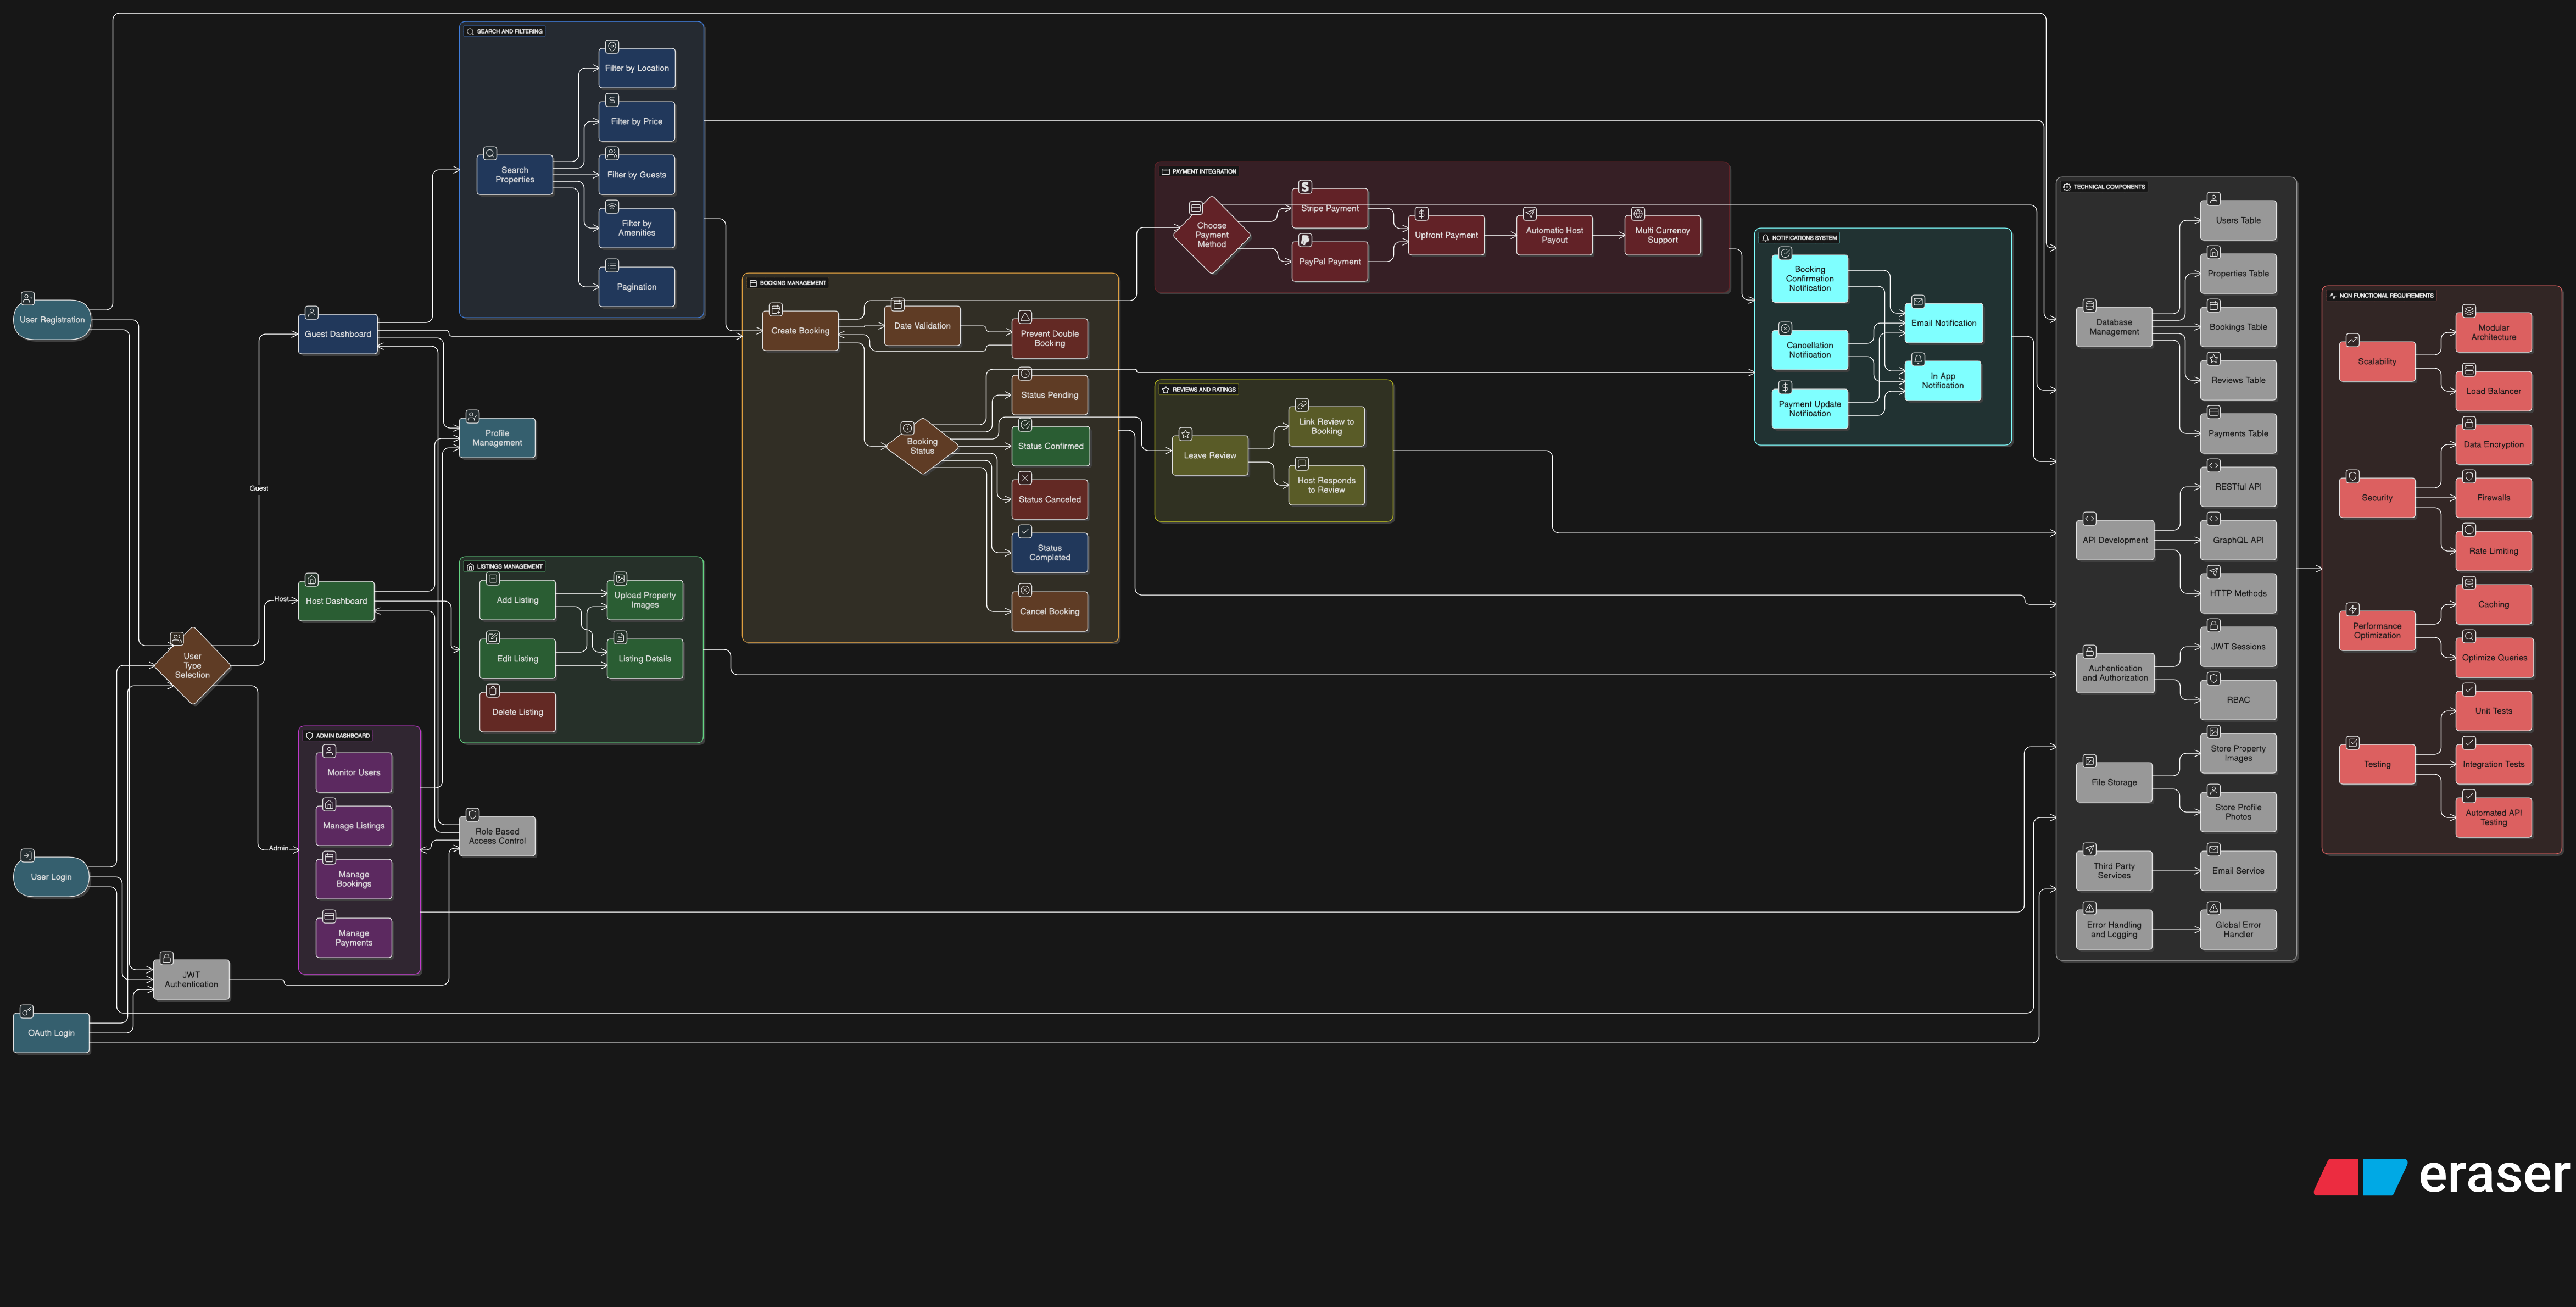 User Registration
User Login
OAuth Login
User
Type
Selection
JWT
Authentication
Guest
Host
Admin
Guest Dashboard
Host Dashboard
ADMIN DASHBOARD
Monitor Users
Manage Listings
Manage
Bookings
Manage
Payments
SEARCH AND FILTERING
Search
Properties
Filter by Location
Filter by Price
Filter by Guests
Filter by
Amenities
Pagination
Profile
Management
LISTINGS MANAGEMENT
Add Listing
Edit Listing
Delete Listing
Upload Property
Images
Listing Details
Role Based
Access Control
BOOKING MANAGEMENT
Create Booking
Date Validation
Prevent Double
Booking
Booking
Status
Status Pending
Status Confirmed
Status Canceled
Status
Completed
Cancel Booking
PAYMENT INTEGRATION
Choose
Payment
Method
Stripe Payment
PayPal Payment
Upfront Payment
Automatic Host
Payout
Multi Currency
Support
REVIEWS AND RATINGS
Leave Review
Link Review to
Booking
Host Responds
to Review
NOTIFICATIONS SYSTEM
Booking
Confirmation
Notification
Cancellation
Notification
Payment Update
Notification
Email Notification
In App
Notification
TECHNICAL COMPONENTS
Database
Management
Users Table
Properties Table
Bookings Table
Reviews Table
Payments Table
API Development
RESTful API
GraphQL API
HTTP Methods
Authentication
and Authorization
JWT Sessions
RBAC
File Storage
Store Property
Images
Store Profile
Photos
Third Party
Services
Email Service
Error Handling
and Logging
Global Error
Handler
NON FUNCTIONAL REQUIREMENTS
Scalability
Modular
Architecture
Load Balancer
Security
Data Encryption
Firewalls
Rate Limiting
Performance
Optimization
Caching
Optimize Queries
Testing
Unit Tests
Integration Tests
Automated API
Testing
eraser